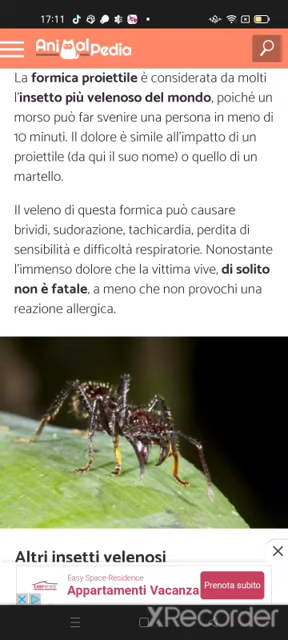 17:11
AniMalPedia
La formica proiettile è considerata da molti
l'insetto più velenoso del mondo, poiché un
morso può far svenire una persona in meno di
10 minuti. Il dolore è simile all'impatto di un
proiettile (da qui il suo nome) o quello di un
martello.
Il veleno di questa formica può causare
brividi, sudorazione, tachicardia, perdita di
sensibilità e difficoltà respiratorie. Nonostante
l'immenso dolore che la vittima vive, di solito
non è fatale, a meno che non provochi una
reazione allergica.
Altri insetti velenosi
Easy Space-Residence
Appartamenti Vacanza
Prenota subito
XRecorder